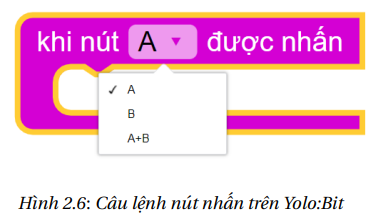 khi nút A được nhấn
✓ A
B
A+B
Hình 2.6: Câu lệnh nút nhấn trên Yolo:Bit